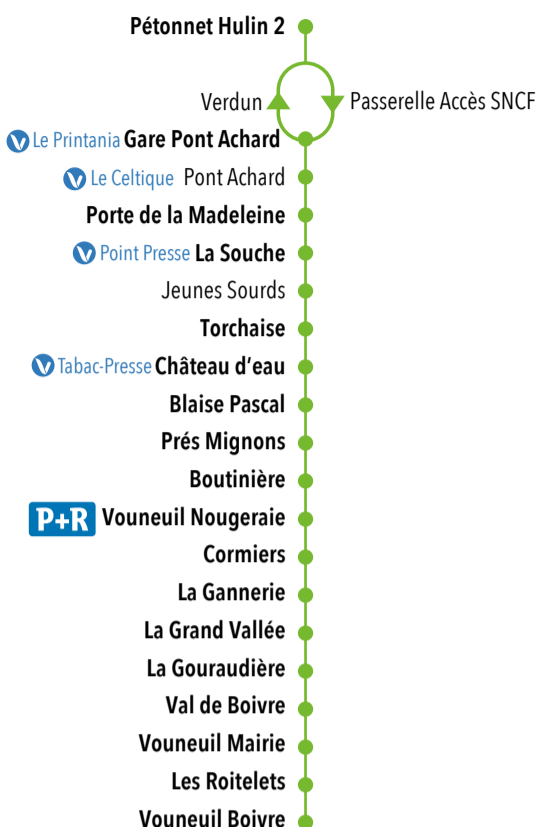 Pétonnet Hulin 2
Verdun Passerelle Accès SNCF
Le Printania Gare Pont Achard
Le Celtique Pont Achard
Porte de la Madeleine
Point Presse La Souche
Jeunes Sourds
Torchaise
Tabac-Presse Château d'eau
Blaise Pascal
Prés Mignons
Boutinière
P+R Vouneuil Nougeraie
Cormiers
La Gannerie
La Grand Vallée
La Gouraudière
Val de Boivre
Vouneuil Mairie
Les Roitelets
Vouneuil Boivre